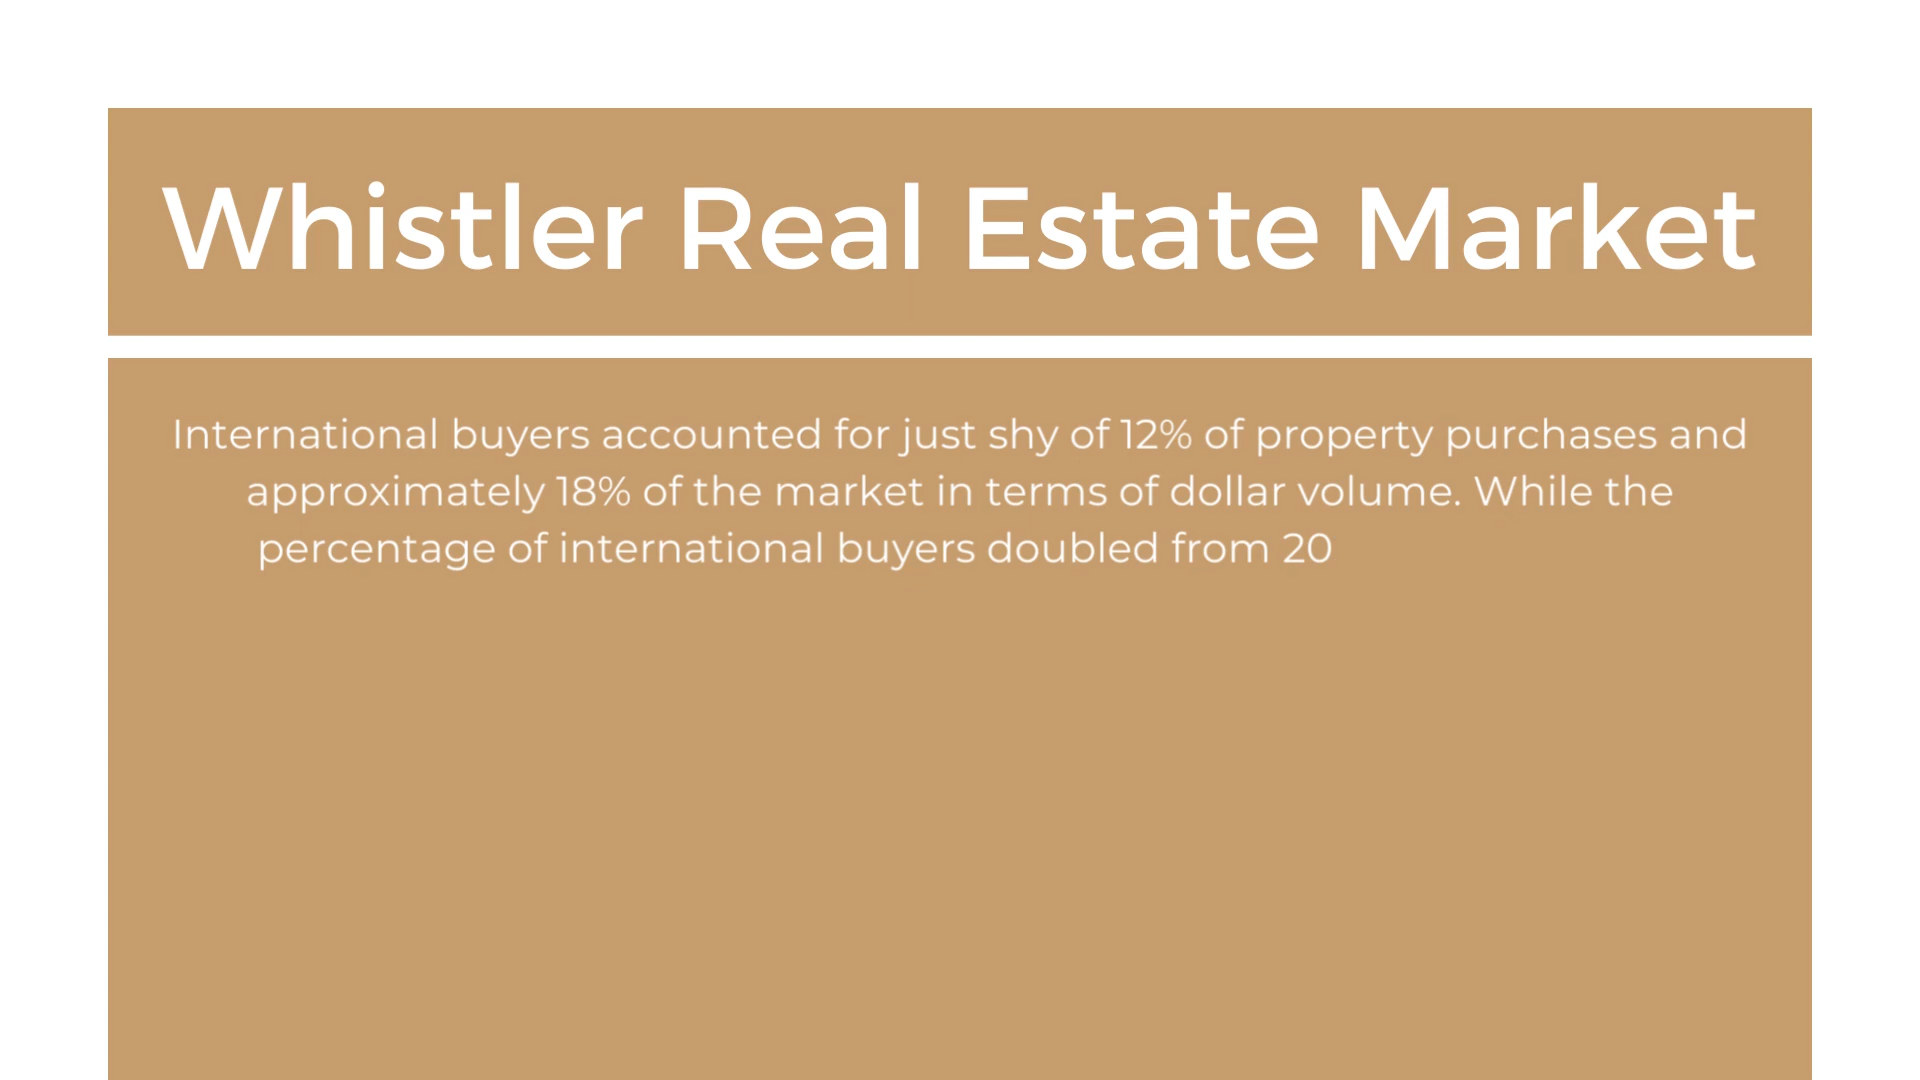 Whistler Real Estate Market
International buyers accounted for just shy of 12% of property purchases and
approximately 18% of the market in terms of dollar volume. While the
percentage of international buyers doubled from 20